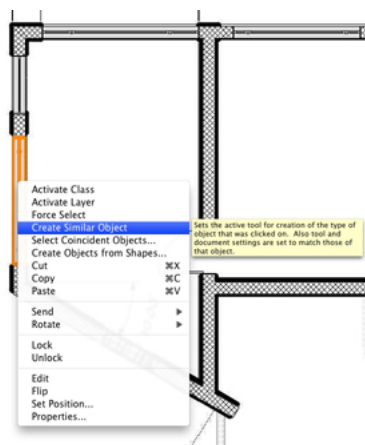 Activate Class
Activate Layer
Force Select
Create Similar Object
Sets the active tool for creation of the type of
object that was clicked on. Also tool and
document settings are set to match those of
that object.
Select Coincident Objects...
Create Objects from Shapes...
Cut ⌘X
Copy ⌘C
Paste ⌘V
Send ▶
Rotate ▶
Lock
Unlock
Edit
Flip
Set Position...
Properties...